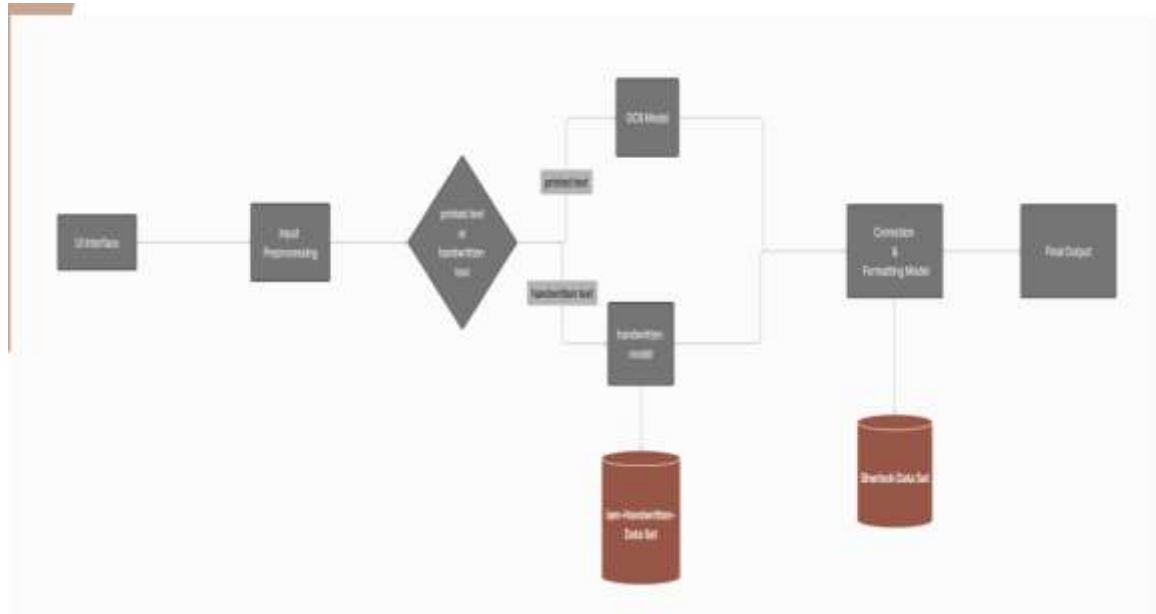 UI Interface
Input
Preprocessing
printed text
or
handwritten
text
printed text
handwritten text
Model
handwritten
model
Correction
&
Formatting Model
Final Output
iam-handwritten-
Data Set
Sherlock Data Set